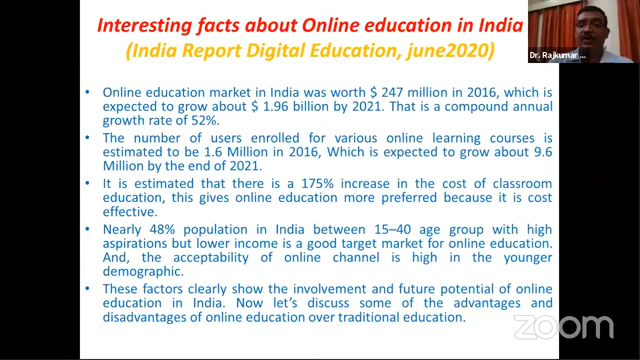 Interesting facts about Online education in India
(India Report Digital Education, june2020)
Dr. Rajkumar ...
• Online education market in India was worth $ 247 million in 2016, which is
expected to grow about $ 1.96 billion by 2021. That is a compound annual
growth rate of 52%.
• The number of users enrolled for various online learning courses is
estimated to be 1.6 Million in 2016, Which is expected to grow about 9.6
Million by the end of 2021.
• It is estimated that there is a 175% increase in the cost of classroom
education, this gives online education more preferred because it is cost
effective.
• Nearly 48% population in India between 15–40 age group with high
aspirations but lower income is a good target market for online education.
And, the acceptability of online channel is high in the younger
demographic.
• These factors clearly show the involvement and future potential of online
education in India. Now let's discuss some of the advantages and
disadvantages of online education over traditional education.
zoom